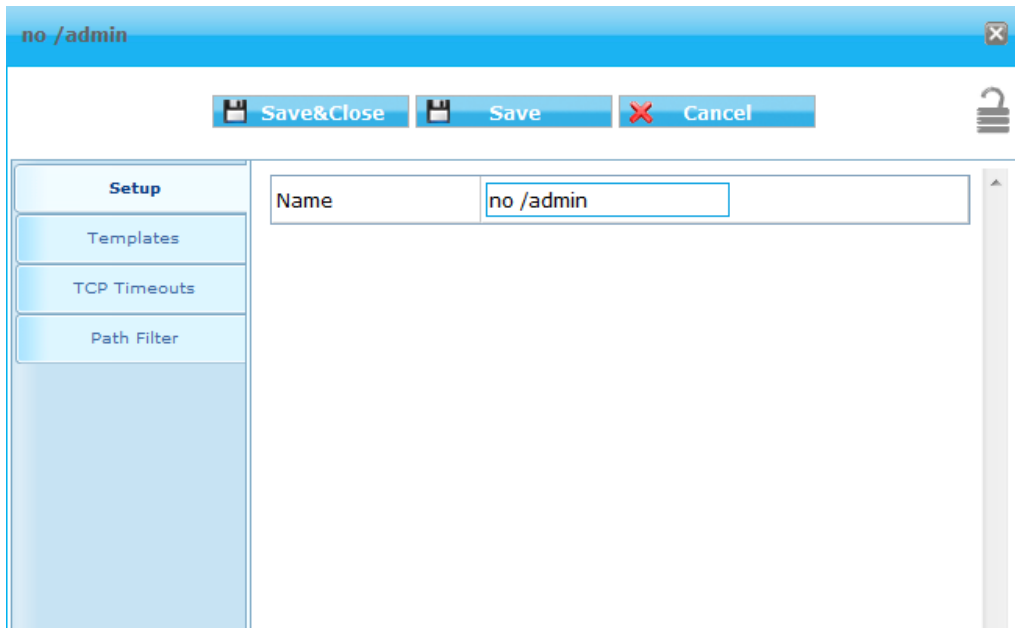 no /admin
Save&Close Save Cancel
Setup
Name no /admin
Templates
TCP Timeouts
Path Filter